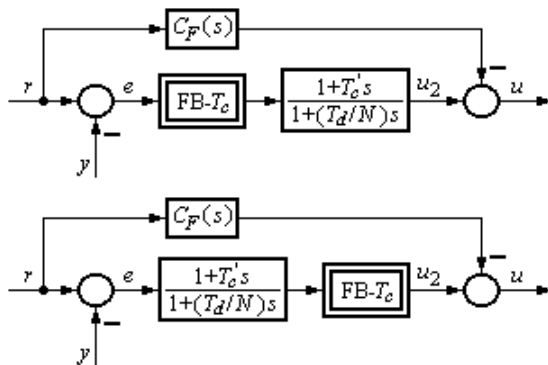 C_F(s)
r e FB-T_c 1+T_c's / 1+(T_d/N)s u_2 u
y
C_F(s)
r e 1+T_c's / 1+(T_d/N)s FB-T_c u_2 u
y